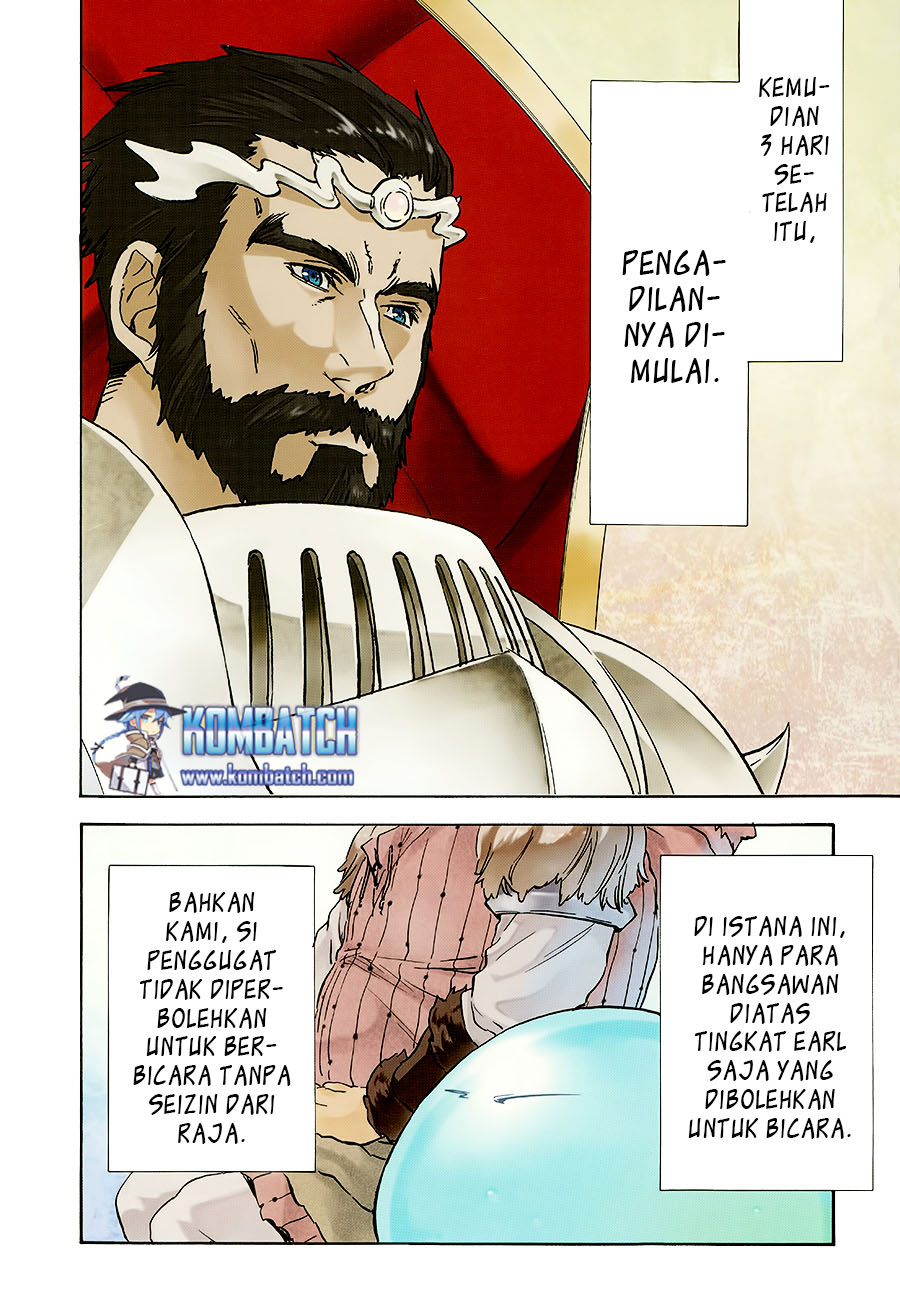 KEMU-
DIAN
3 HARI
SE-
TELAH
ITU,
PENGA-
DILAN-
NYA DI-
MULAI.
KOMBATCH
www.kombatch.com
DI ISTANA INI,
HANYA PARA
BANGSAWAN
DIATAS
TINGKAT EARL
SAJA YANG
DIBOLEHKAN
UNTUK BICARA.
BAHKAN
KAMI, SI
PENGGUGAT
TIDAK DIPER-
BOLEHKAN
UNTUK BER-
BICARA TANPA
SEIZIN DARI
RAJA.